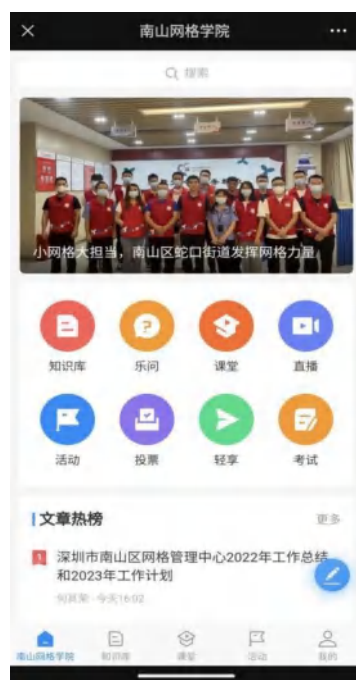 南山网格学院
搜索
小网格大担当，南山区蛇口街道发挥网格力量
知识库
乐问
课堂
直播
活动
投票
轻享
考试
文章热榜
更多
1 深圳市南山区网格管理中心2022年工作总结
和2023年工作计划
今天16:02
南山网格学院
知识库
课堂
活动
我的